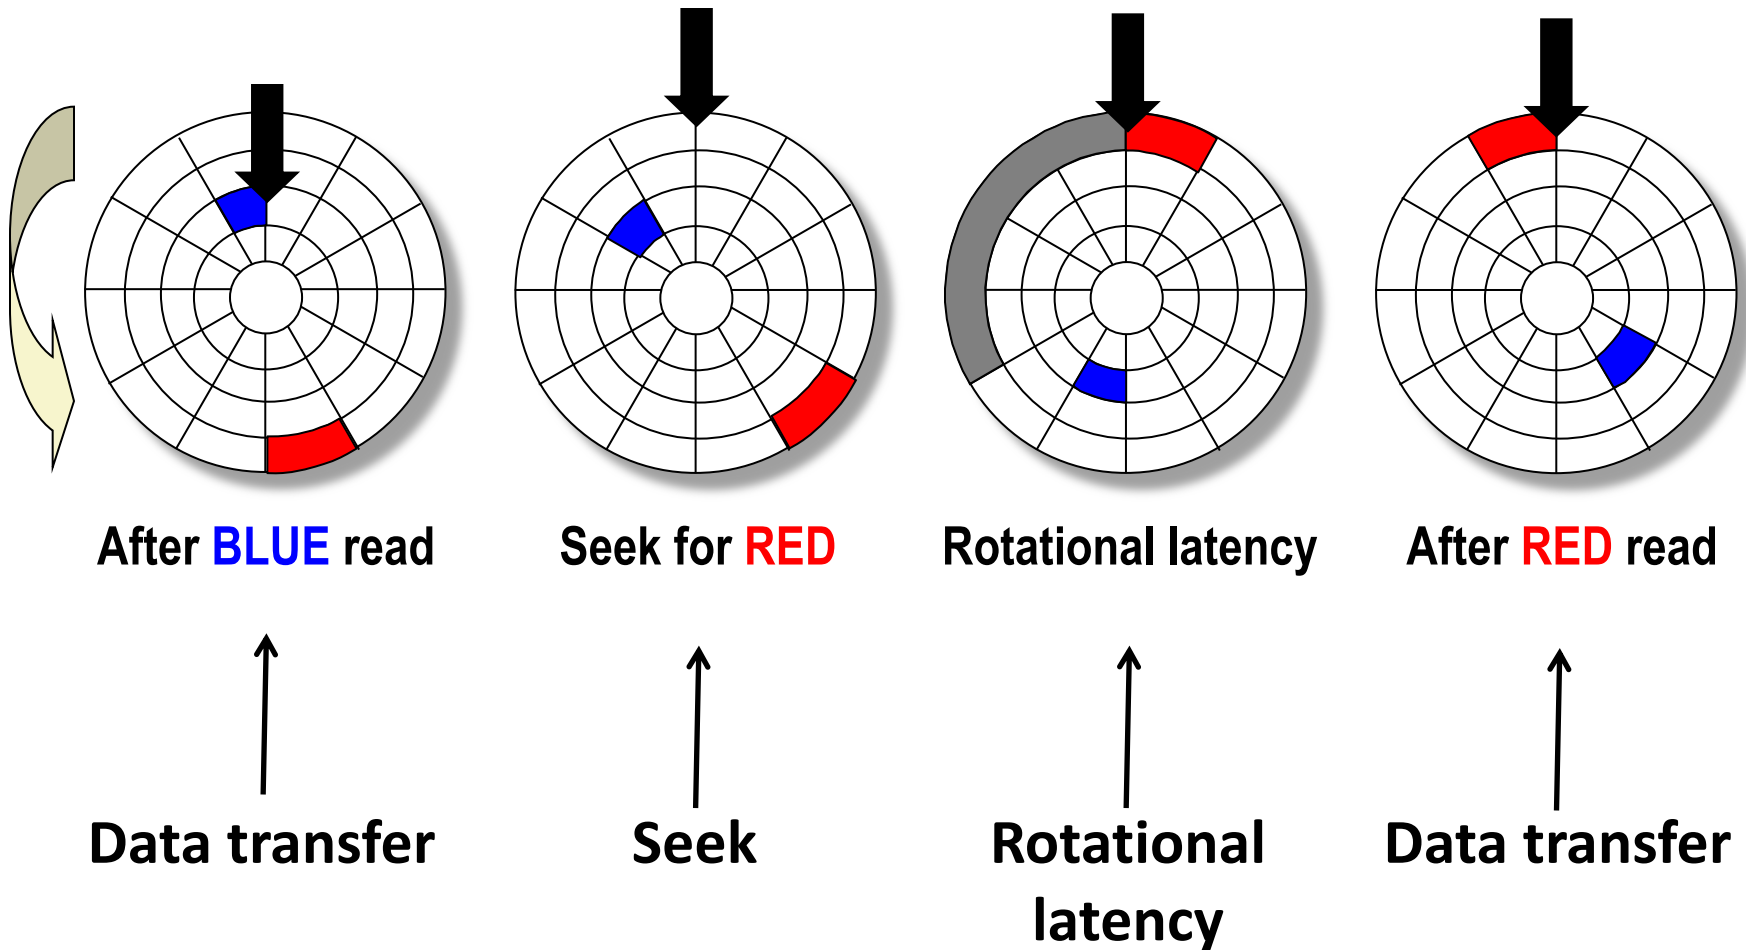 After BLUE read
Seek for RED
Rotational latency
After RED read
Data transfer
Seek
Rotational
latency
Data transfer